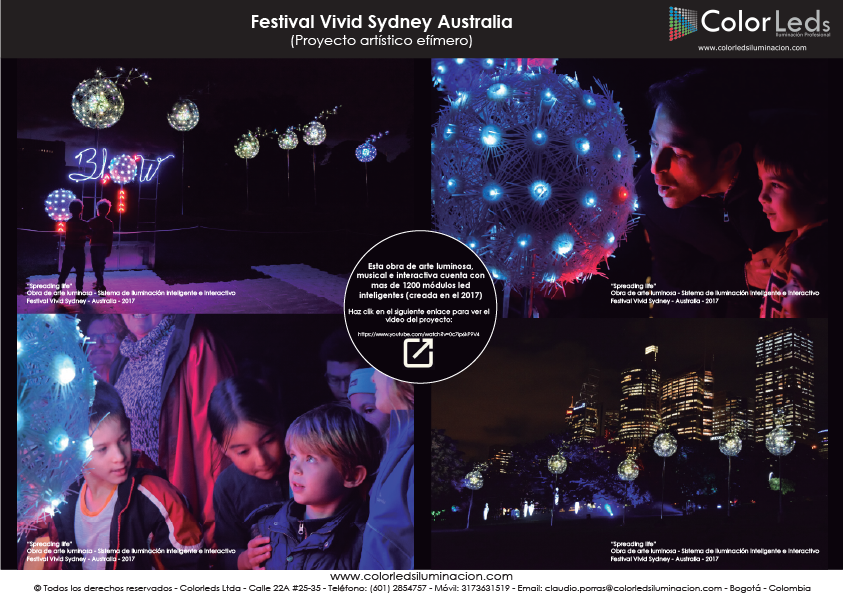 Festival Vivid Sydney Australia
(Proyecto artístico efímero)
ColorLeds
Iluminación Profesional
www.colorledsiluminacion.com
Blow
"Spreading life"
Obra de arte luminosa - Sistema de Iluminación Inteligente e Interactivo
Festival Vivid Sydney - Australia - 2017
"Spreading life"
Obra de arte luminosa - Sistema de Iluminación Inteligente e Interactivo
Festival Vivid Sydney - Australia - 2017
Esta obra de arte luminosa,
musical e interactiva cuenta con
mas de 1200 módulos led
inteligentes (creada en el 2017)
Haz clik en el siguiente enlace para ver el
video del proyecto:
"Spreading life"
Obra de arte luminosa - Sistema de Iluminación Inteligente e Interactivo
Festival Vivid Sydney - Australia - 2017
"Spreading life"
Obra de arte luminosa - Sistema de Iluminación Inteligente e Interactivo
Festival Vivid Sydney - Australia - 2017
www.colorledsiluminacion.com
© Todos los derechos reservados - Colorleds Ltda - Calle 22A #25-35 - Teléfono: (601) 2854757 - Móvil: 3173631519 - Email: claudio.porras@colorledsiluminacion.com - Bogotá - Colombia